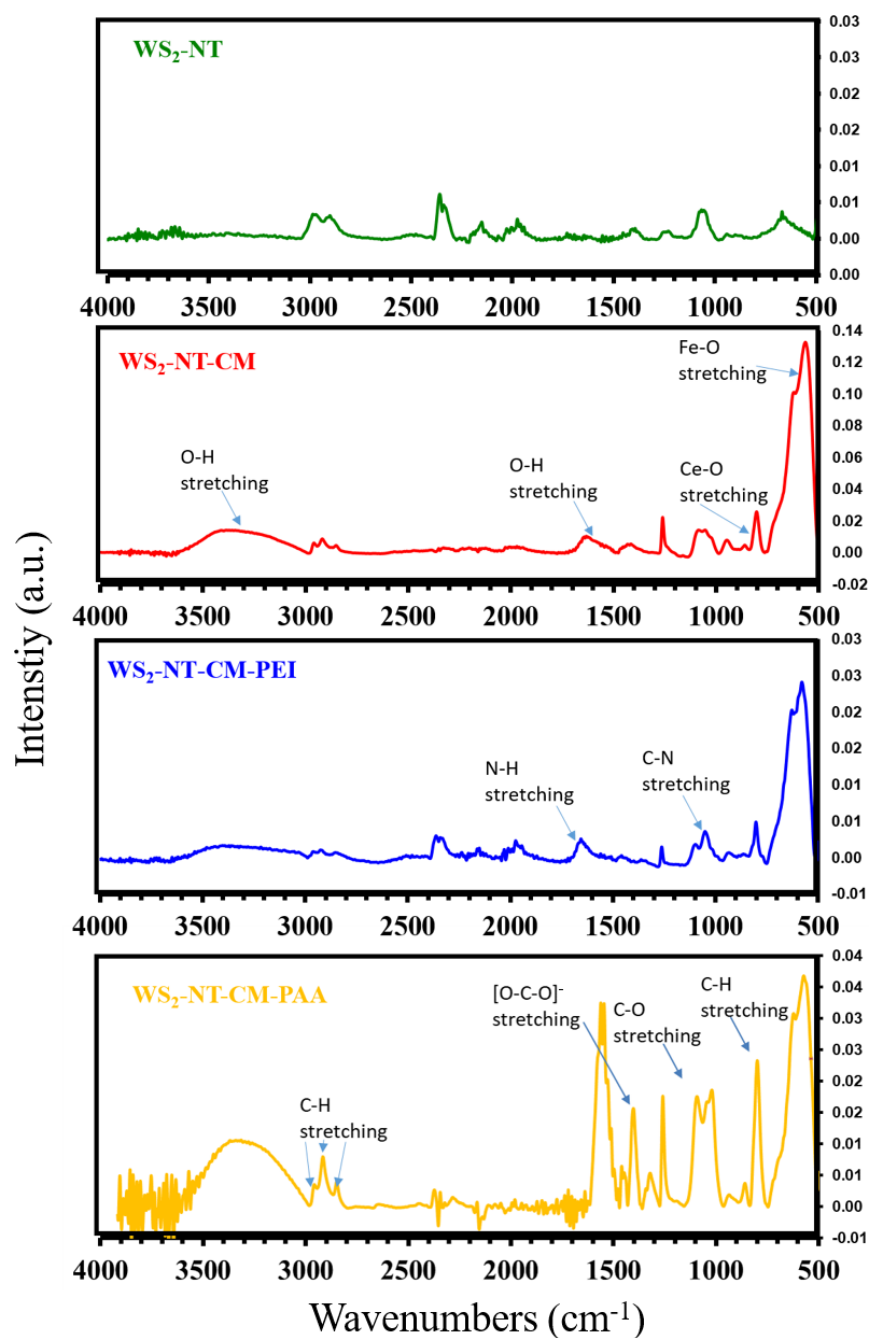 WS₂-NT
0.03
0.03
0.02
0.02
0.01
0.01
0.00
0.00
4000 3500 3000 2500 2000 1500 1000 500
WS₂-NT-CM
O-H
stretching
O-H
stretching
Fe-O
stretching
Ce-O
stretching
0.14
0.12
0.10
0.08
0.06
0.04
0.02
0.00
-0.02
4000 3500 3000 2500 2000 1500 1000 500
Intenstiy (a.u.)
WS₂-NT-CM-PEI
N-H
stretching
C-N
stretching
0.03
0.03
0.02
0.02
0.01
0.01
0.00
-0.01
4000 3500 3000 2500 2000 1500 1000 500
WS₂-NT-CM-PAA
C-H
stretching
[O-C-O]⁻
stretching
C-O
stretching
C-H
stretching
0.04
0.04
0.03
0.03
0.02
0.02
0.01
0.01
0.00
-0.01
4000 3500 3000 2500 2000 1500 1000 500
Wavenumbers (cm⁻¹)